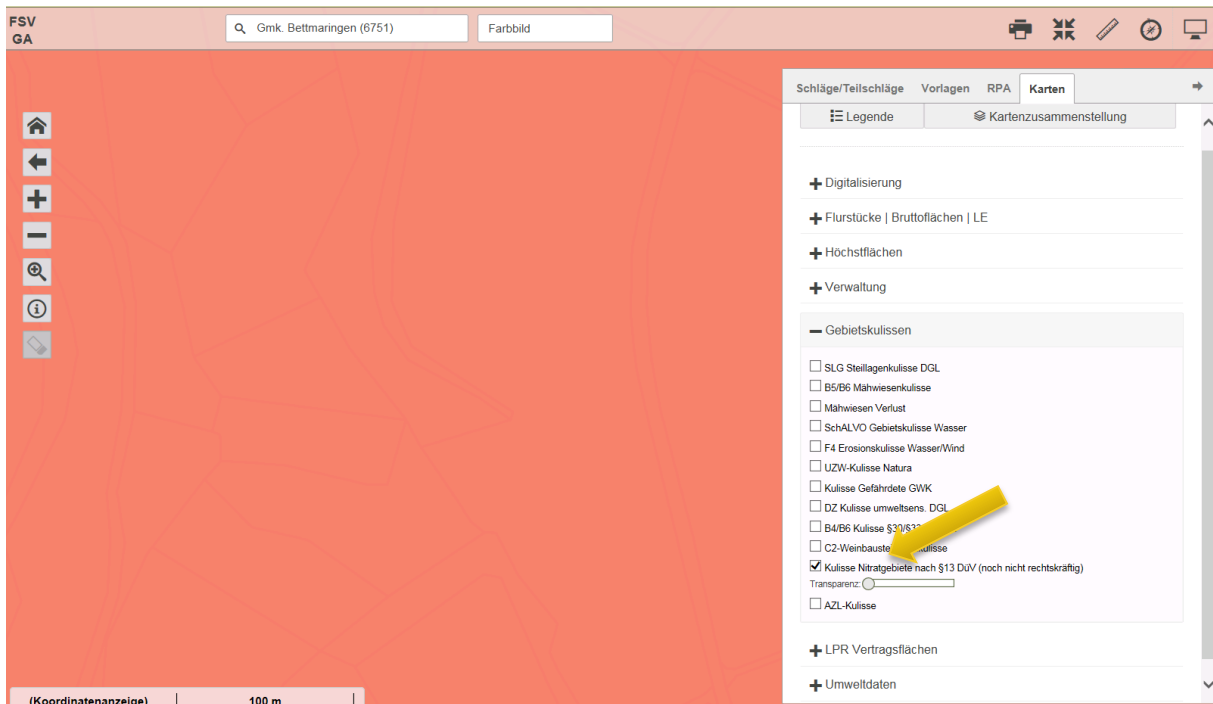 FSV
GA
Gmk. Bettmaringen (6751)
Farbbild
Schläge/Teilschläge Vorlagen RPA Karten
Legende
Kartenzusammenstellung
Digitalisierung
Flurstücke | Bruttoflächen | LE
Höchstflächen
Verwaltung
Gebietskulissen
SLG Steillagenkulisse DGL
B5/B6 Mähwiesenkulisse
Mähwiesen Verlust
SchALVO Gebietskulisse Wasser
F4 Erosionskulisse Wasser/Wind
UZW-Kulisse Natura
Kulisse Gefährdete GWK
DZ Kulisse umweltsens. DGL
B4/B6 Kulisse
Kulisse Nitratgebiete nach §13 DüV (noch nicht rechtskräftig)
Transparenz:
AZL-Kulisse
LPR Vertragsflächen
Umweltdaten
(Koordinatenanzeige)
100 m